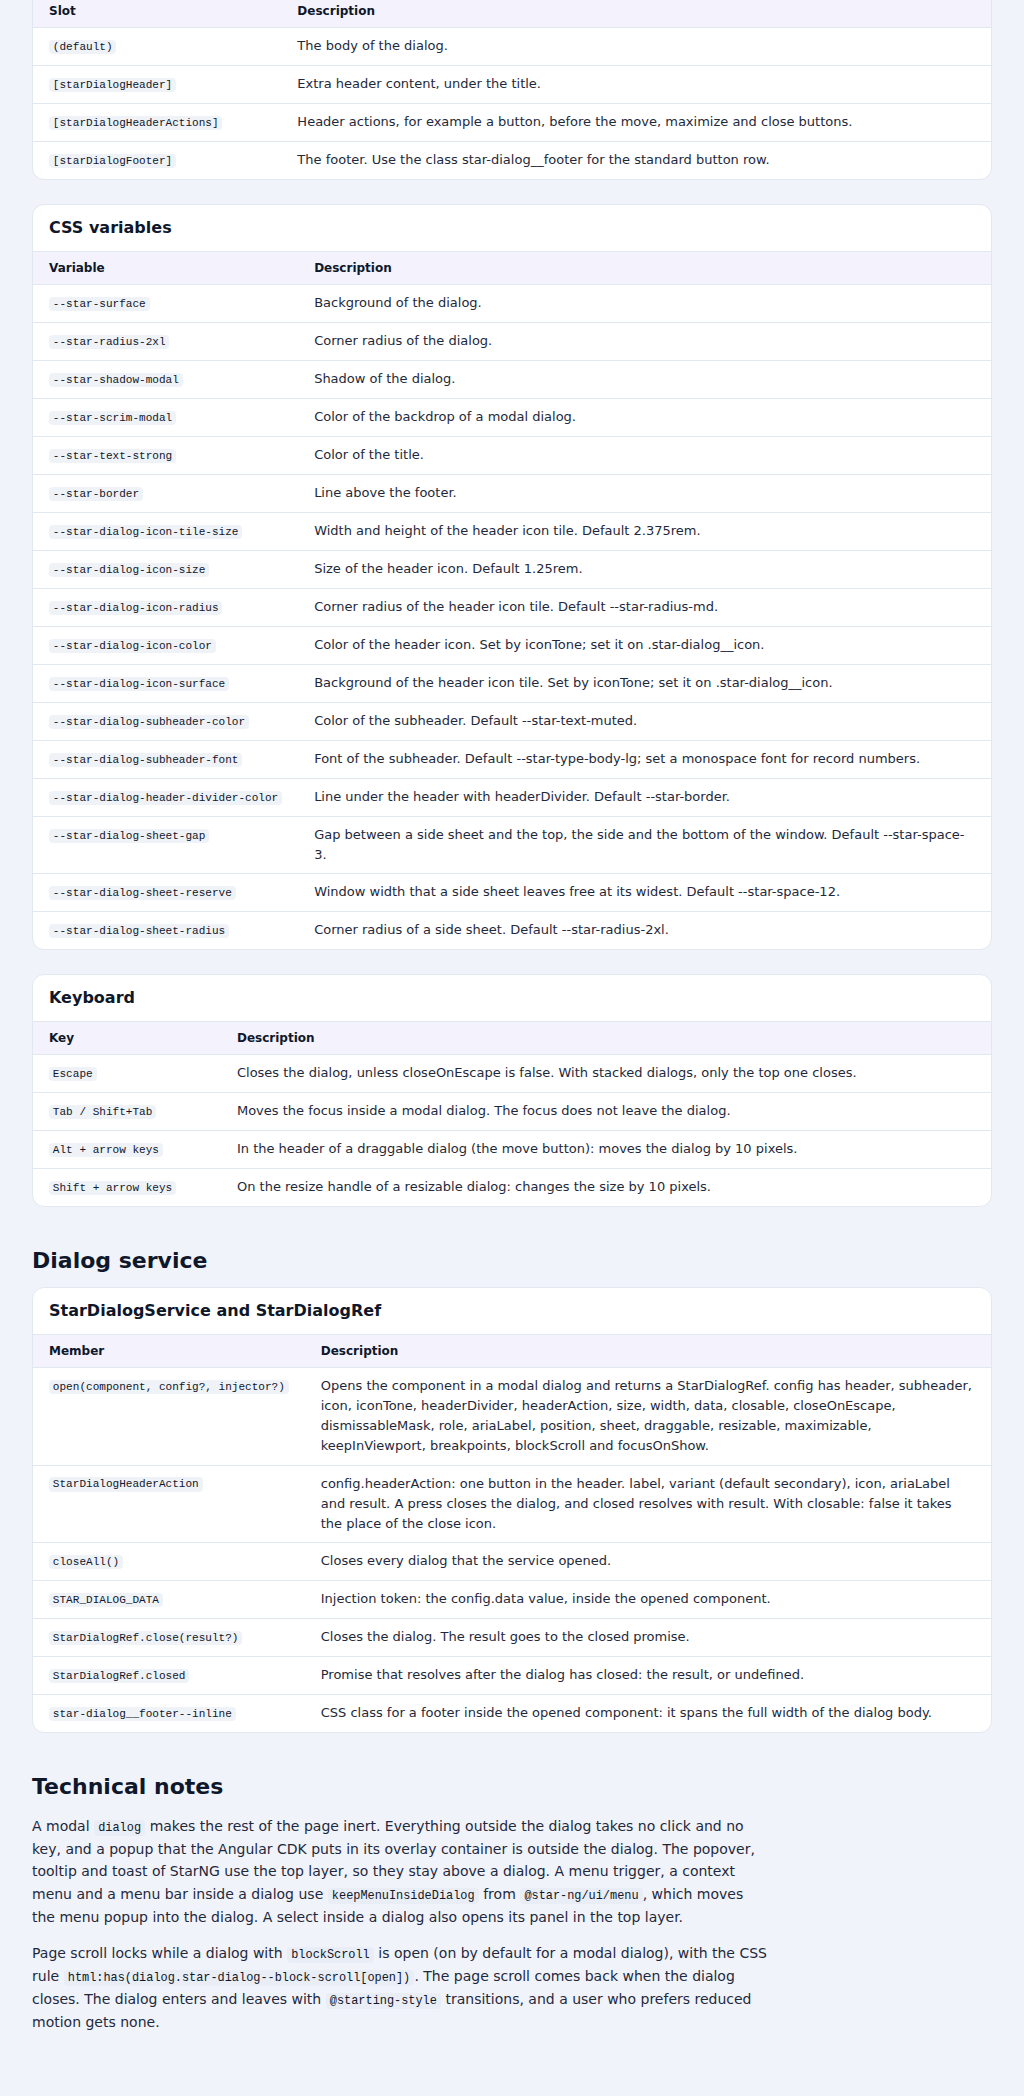 Slot Description
(default) The body of the dialog.
[starDialogHeader] Extra header content, under the title.
[starDialogHeaderActions] Header actions, for example a button, before the move, maximize and close buttons.
[starDialogFooter] The footer. Use the class star-dialog__footer for the standard button row.
CSS variables
Variable Description
--star-surface Background of the dialog.
--star-radius-2xl Corner radius of the dialog.
--star-shadow-modal Shadow of the dialog.
--star-scrim-modal Color of the backdrop of a modal dialog.
--star-text-strong Color of the title.
--star-border Line above the footer.
--star-dialog-icon-tile-size Width and height of the header icon tile. Default 2.375rem.
--star-dialog-icon-size Size of the header icon. Default 1.25rem.
--star-dialog-icon-radius Corner radius of the header icon tile. Default --star-radius-md.
--star-dialog-icon-color Color of the header icon. Set by iconTone; set it on .star-dialog__icon.
--star-dialog-icon-surface Background of the header icon tile. Set by iconTone; set it on .star-dialog__icon.
--star-dialog-subheader-color Color of the subheader. Default --star-text-muted.
--star-dialog-subheader-font Font of the subheader. Default --star-type-body-lg; set a monospace font for record numbers.
--star-dialog-header-divider-color Line under the header with headerDivider. Default --star-border.
--star-dialog-sheet-gap Gap between a side sheet and the top, the side and the bottom of the window. Default --star-space-
3.
--star-dialog-sheet-reserve Window width that a side sheet leaves free at its widest. Default --star-space-12.
--star-dialog-sheet-radius Corner radius of a side sheet. Default --star-radius-2xl.
Keyboard
Key Description
Escape Closes the dialog, unless closeOnEscape is false. With stacked dialogs, only the top one closes.
Tab / Shift+Tab Moves the focus inside a modal dialog. The focus does not leave the dialog.
Alt + arrow keys In the header of a draggable dialog (the move button): moves the dialog by 10 pixels.
Shift + arrow keys On the resize handle of a resizable dialog: changes the size by 10 pixels.
Dialog service
StarDialogService and StarDialogRef
Member Description
open(component, config?, injector?) Opens the component in a modal dialog and returns a StarDialogRef. config has header, subheader,
icon, iconTone, headerDivider, headerAction, size, width, data, closable, closeOnEscape,
dismissableMask, role, ariaLabel, position, sheet, draggable, resizable, maximizable,
keepInViewport, breakpoints, blockScroll and focusOnShow.
StarDialogHeaderAction config.headerAction: one button in the header. label, variant (default secondary), icon, ariaLabel
and result. A press closes the dialog, and closed resolves with result. With closable: false it takes
the place of the close icon.
closeAll() Closes every dialog that the service opened.
STAR_DIALOG_DATA Injection token: the config.data value, inside the opened component.
StarDialogRef.close(result?) Closes the dialog. The result goes to the closed promise.
StarDialogRef.closed Promise that resolves after the dialog has closed: the result, or undefined.
star-dialog__footer--inline CSS class for a footer inside the opened component: it spans the full width of the dialog body.
Technical notes
A modal dialog makes the rest of the page inert. Everything outside the dialog takes no click and no
key, and a popup that the Angular CDK puts in its overlay container is outside the dialog. The popover,
tooltip and toast of StarNG use the top layer, so they stay above a dialog. A menu trigger, a context
menu and a menu bar inside a dialog use keepMenuInsideDialog from @star-ng/ui/menu, which moves
the menu popup into the dialog. A select inside a dialog also opens its panel in the top layer.
Page scroll locks while a dialog with blockScroll is open (on by default for a modal dialog), with the CSS
rule html:has(dialog.star-dialog--block-scroll[open]). The page scroll comes back when the dialog
closes. The dialog enters and leaves with @starting-style transitions, and a user who prefers reduced
motion gets none.